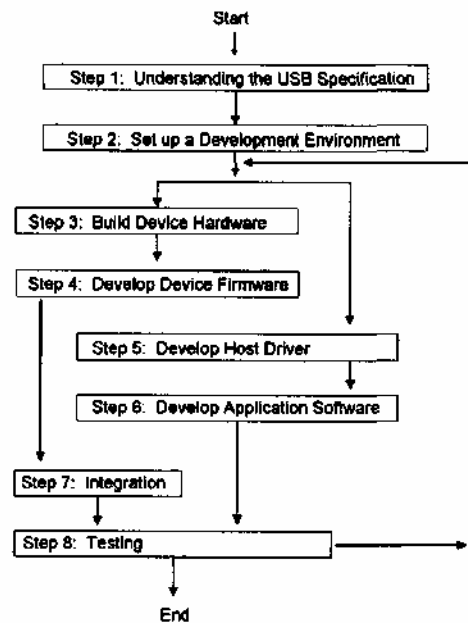 Start
Step 1: Understanding the USB Specification
Step 2: Set up a Development Environment
Step 3: Build Device Hardware
Step 4: Develop Device Firmware
Step 5: Develop Host Driver
Step 6: Develop Application Software
Step 7: Integration
Step 8: Testing
End